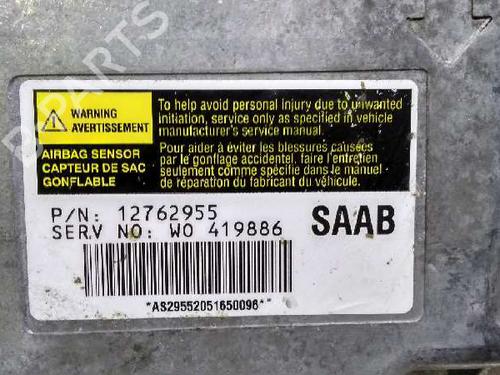 B-PARTS
WARNING
AVERTISSEMENT
To help avoid personal injury due to unwanted
initiation, service only as specified in vehicle
manufacturer's service manual.
AIRBAG SENSOR
CAPTEUR DE SAC
GONFLABLE
Pour aider à éviter les blessures causées
par le gonflage accidentel, faire l'entretien
seulement comme spécifié dans le manuel
de réparation du fabricant du véhicule.
P/N: 12762955
SERV NO: WO 419886
SAAB
*AS29552051650096*